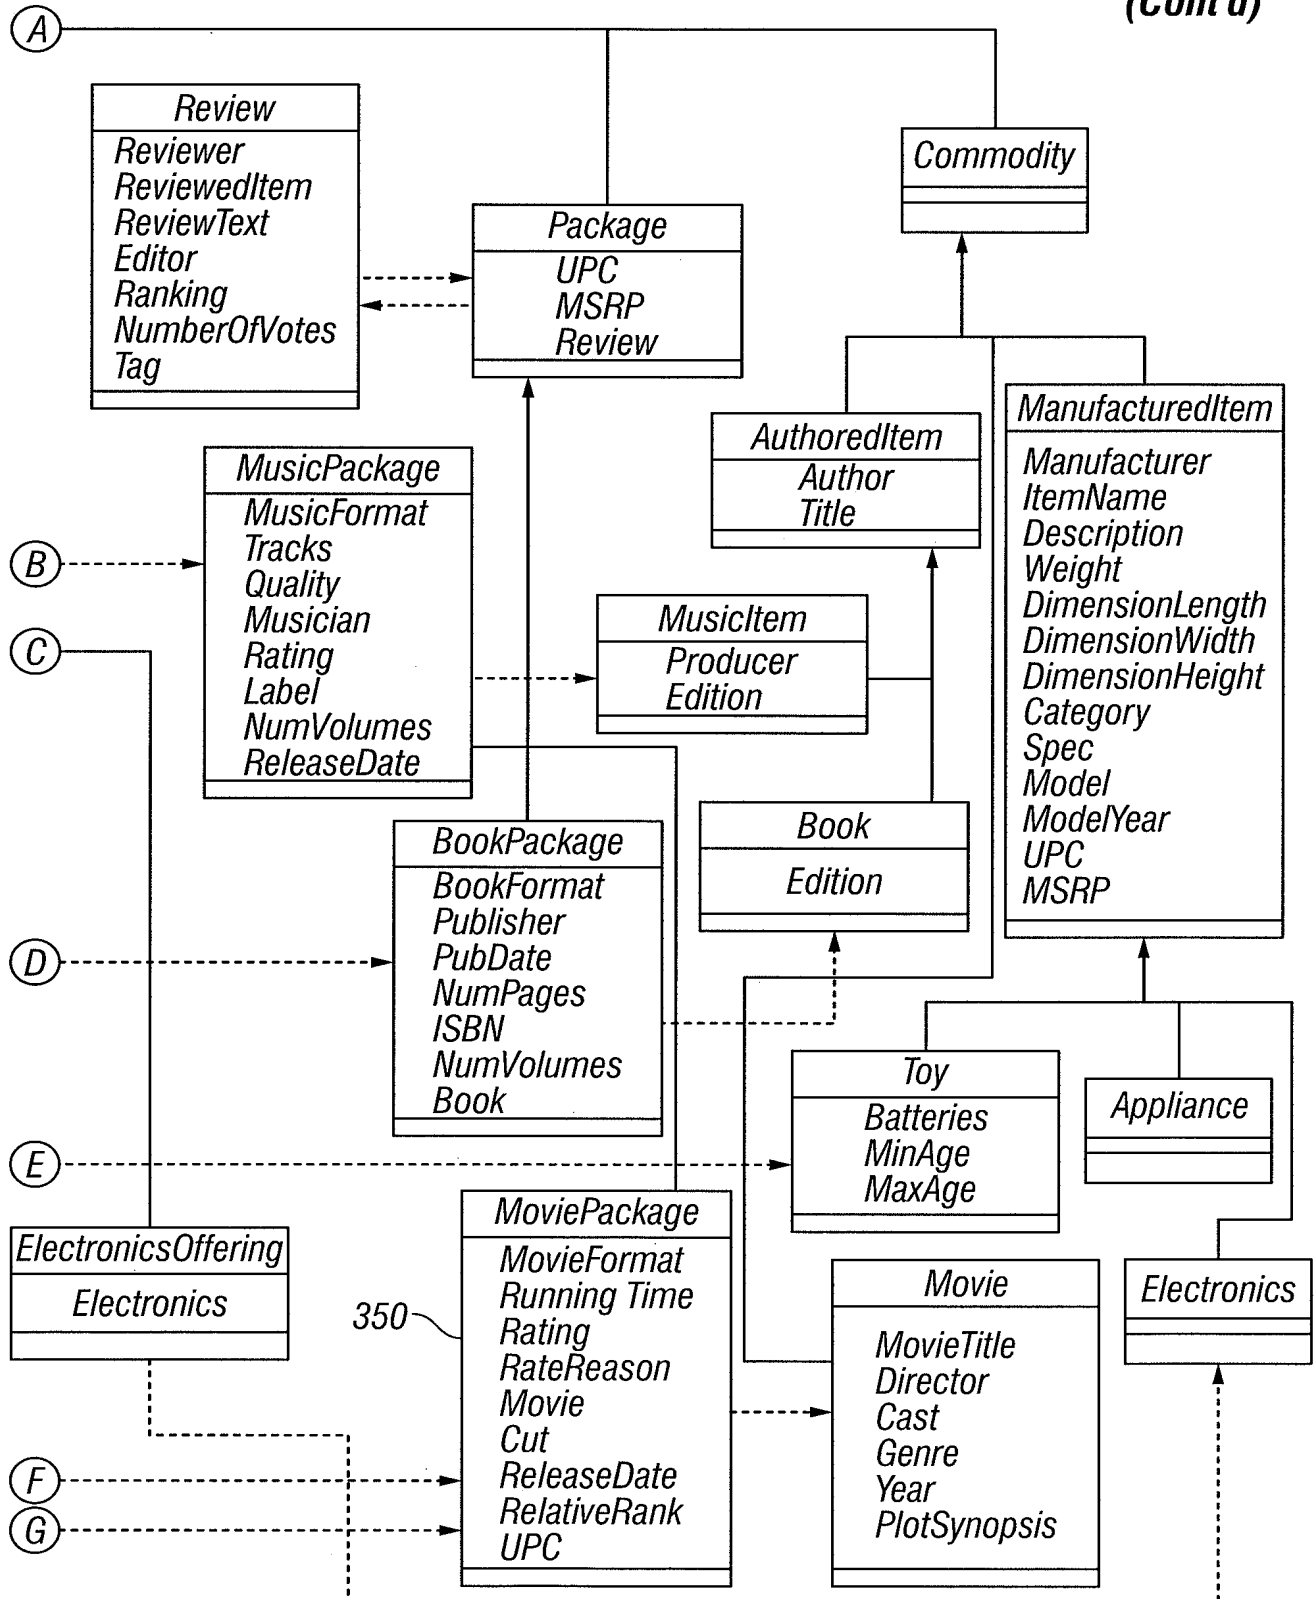 (Cont'd)
A
Review
Reviewer
ReviewedItem
ReviewText
Editor
Ranking
NumberOfVotes
Tag
Package
UPC
MSRP
Review
Commodity
AuthoredItem
Author
Title
ManufacturedItem
Manufacturer
ItemName
Description
Weight
DimensionLength
DimensionWidth
DimensionHeight
Category
Spec
Model
ModelYear
UPC
MSRP
B
MusicPackage
MusicFormat
Tracks
Quality
Musician
Rating
Label
NumVolumes
ReleaseDate
MusicItem
Producer
Edition
C
Book
Edition
BookPackage
BookFormat
Publisher
PubDate
NumPages
ISBN
NumVolumes
Book
D
Toy
Batteries
MinAge
MaxAge
Appliance
E
ElectronicsOffering
Electronics
MoviePackage
MovieFormat
Running Time
Rating
RateReason
Movie
Cut
ReleaseDate
RelativeRank
UPC
350
Movie
MovieTitle
Director
Cast
Genre
Year
PlotSynopsis
Electronics
F
G